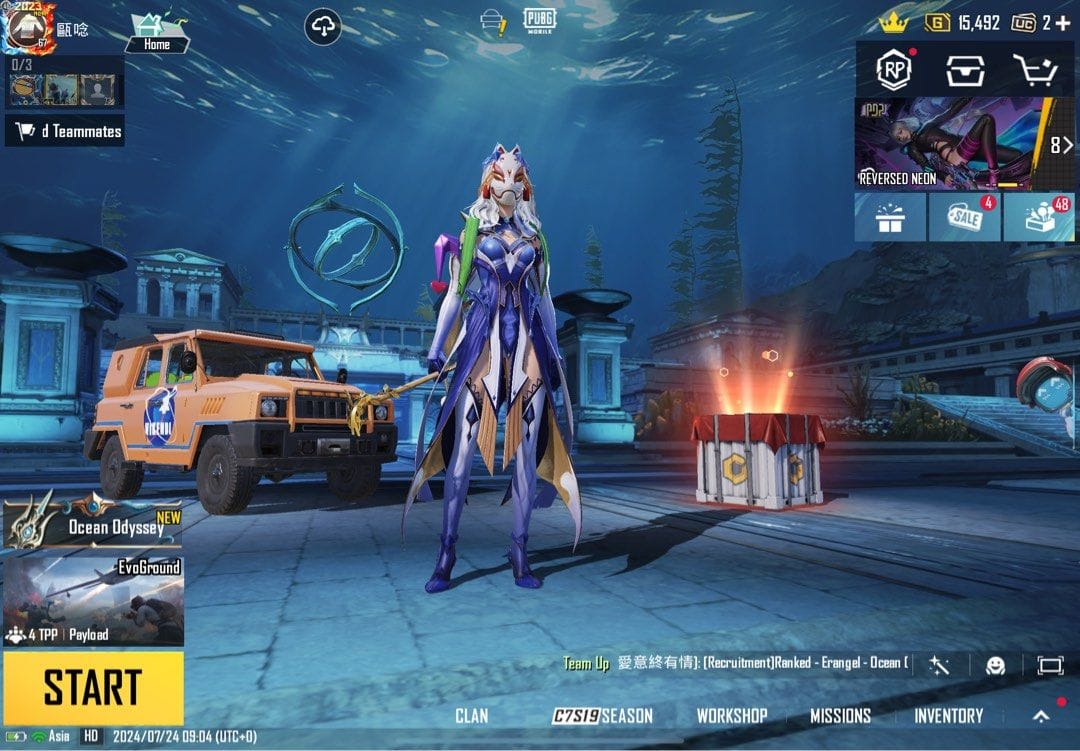 2023
67
甌唸
Home
PUBG
MOBILE
G 15,492
UC 2 +
0/3
d Teammates
RP
8
REVERSED NEON
SALE
4
48
Ocean Odyssey
NEW
EvoGround
4 TPP | Payload
START
Team Up 愛意終有情]: [Recruitment]Ranked - Erangel - Ocean (
CLAN
C7S19 SEASON
WORKSHOP
MISSIONS
INVENTORY
Asia HD 2024/07/24 09:04 (UTC+0)